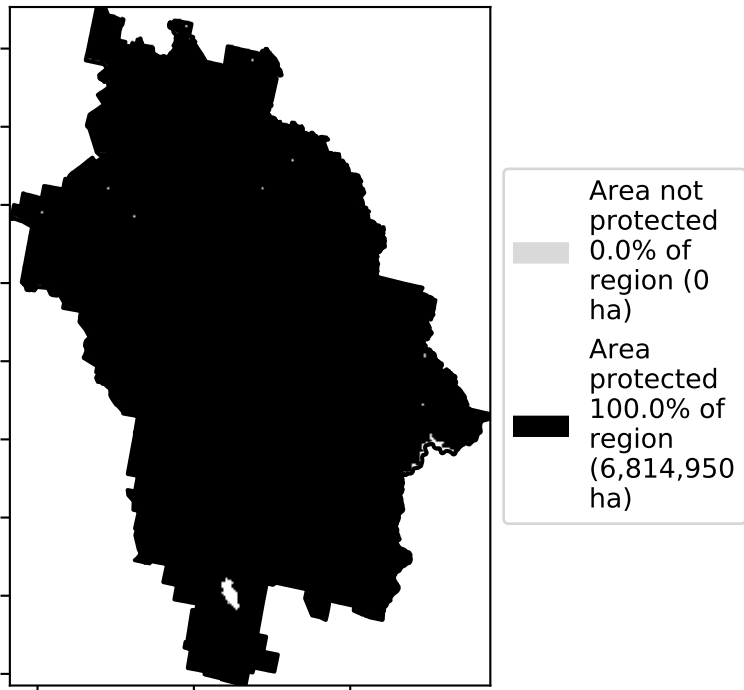 Area not
protected
0.0% of
region (0
ha)
Area
protected
100.0% of
region
(6,814,950
ha)